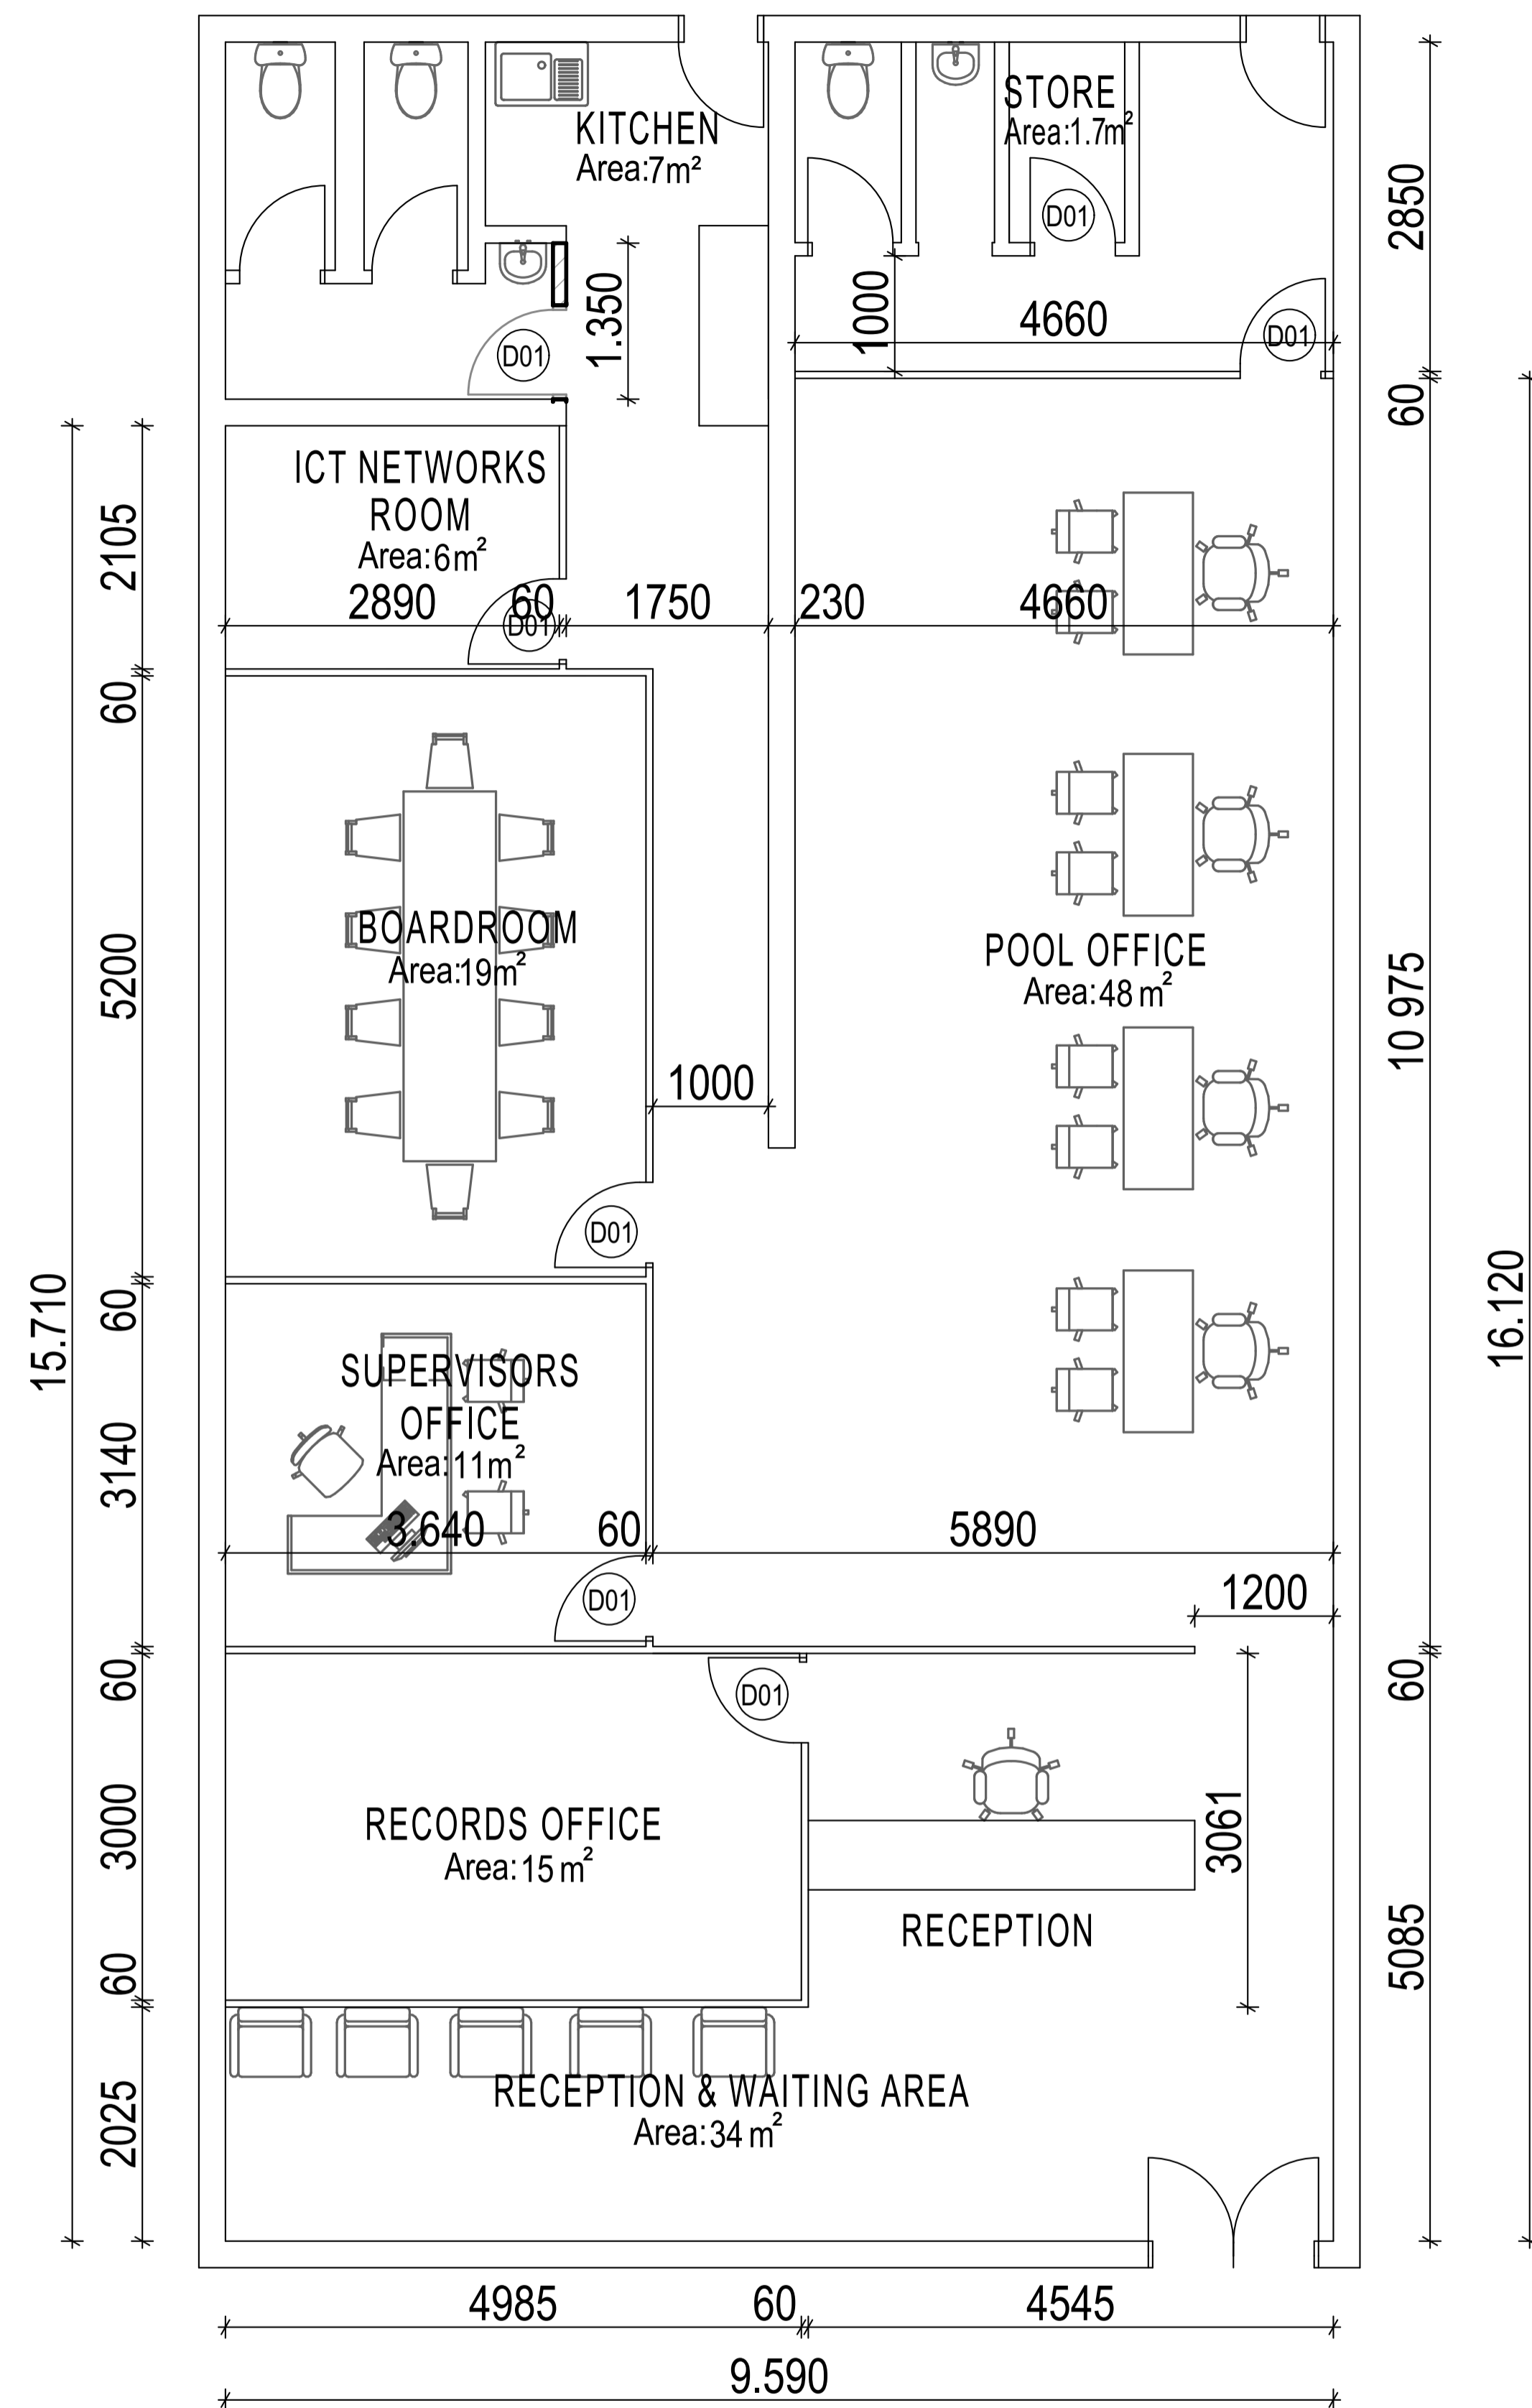 KITCHEN
Area:7m²
STORE
Area:1.7m²
D01
2850
1.350
1000
4660
D01
D01
60
ICT NETWORKS
ROOM
Area:6m²
2105
2890
60
1750
230
4660
D01
60
BOARDROOM
Area:19m²
5200
POOL OFFICE
Area:48 m²
10 975
1000
D01
15.710
60
16.120
SUPERVISORS
OFFICE
Area:11m²
3140
3.640
60
5890
D01
1200
60
60
D01
RECORDS OFFICE
Area:15 m²
3000
3061
RECEPTION
5085
60
RECEPTION & WAITING AREA
Area:34 m²
2025
4985
60
4545
9.590